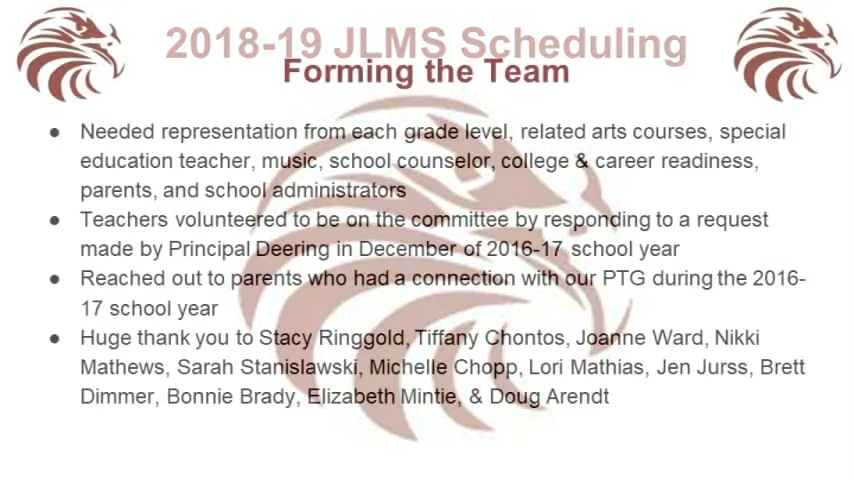 2018-19 JLMS Scheduling
Forming the Team
● Needed representation from each grade level, related arts courses, special
education teacher, music, school counselor, college & career readiness,
parents, and school administrators
● Teachers volunteered to be on the committee by responding to a request
made by Principal Deering in December of 2016-17 school year
● Reached out to parents who had a connection with our PTG during the 2016-
17 school year
● Huge thank you to Stacy Ringgold, Tiffany Chontos, Joanne Ward, Nikki
Mathews, Sarah Stanislawski, Michelle Chopp, Lori Mathias, Jen Jurss, Brett
Dimmer, Bonnie Brady, Elizabeth Mintie, & Doug Arendt